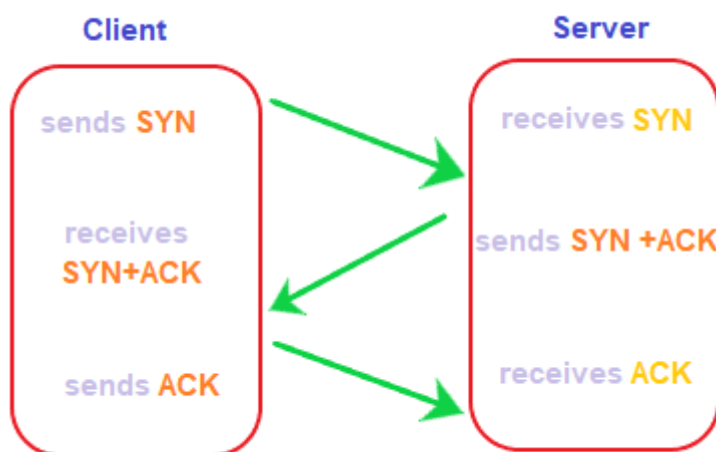 Client
Server
sends SYN
receives SYN
receives
SYN+ACK
sends SYN +ACK
sends ACK
receives ACK